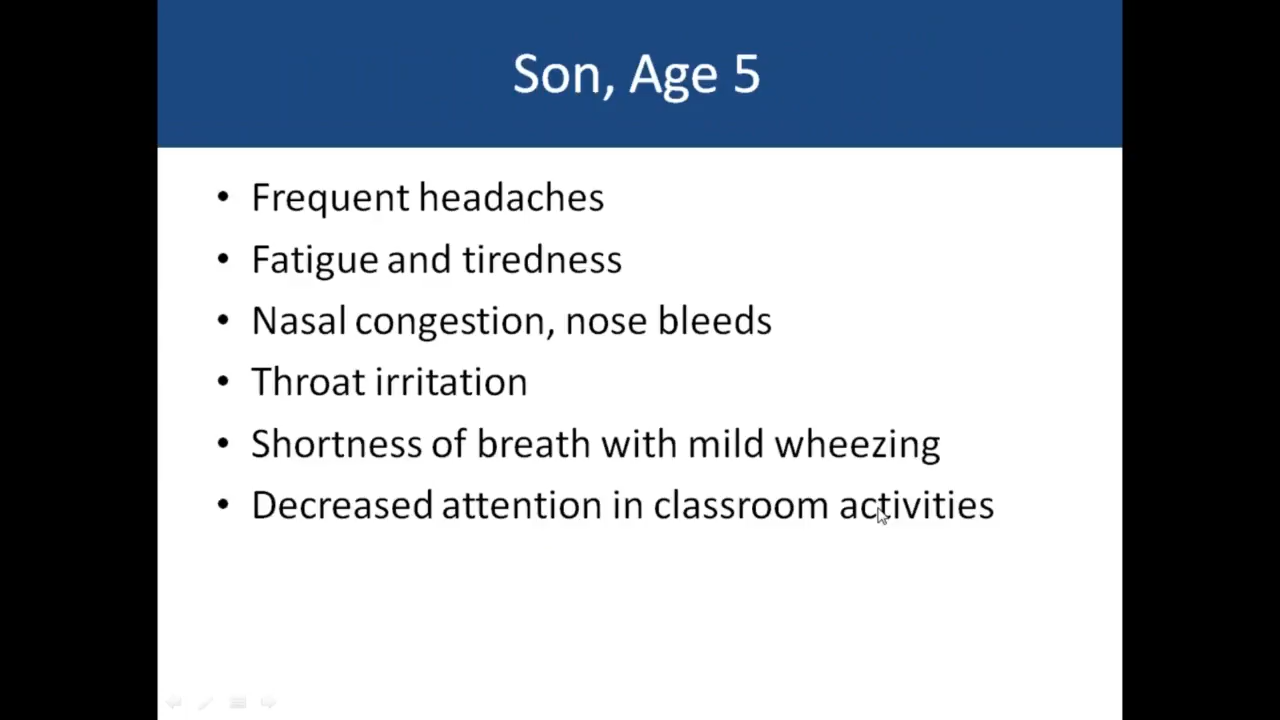 Son, Age 5
• Frequent headaches
• Fatigue and tiredness
• Nasal congestion, nose bleeds
• Throat irritation
• Shortness of breath with mild wheezing
• Decreased attention in classroom activities